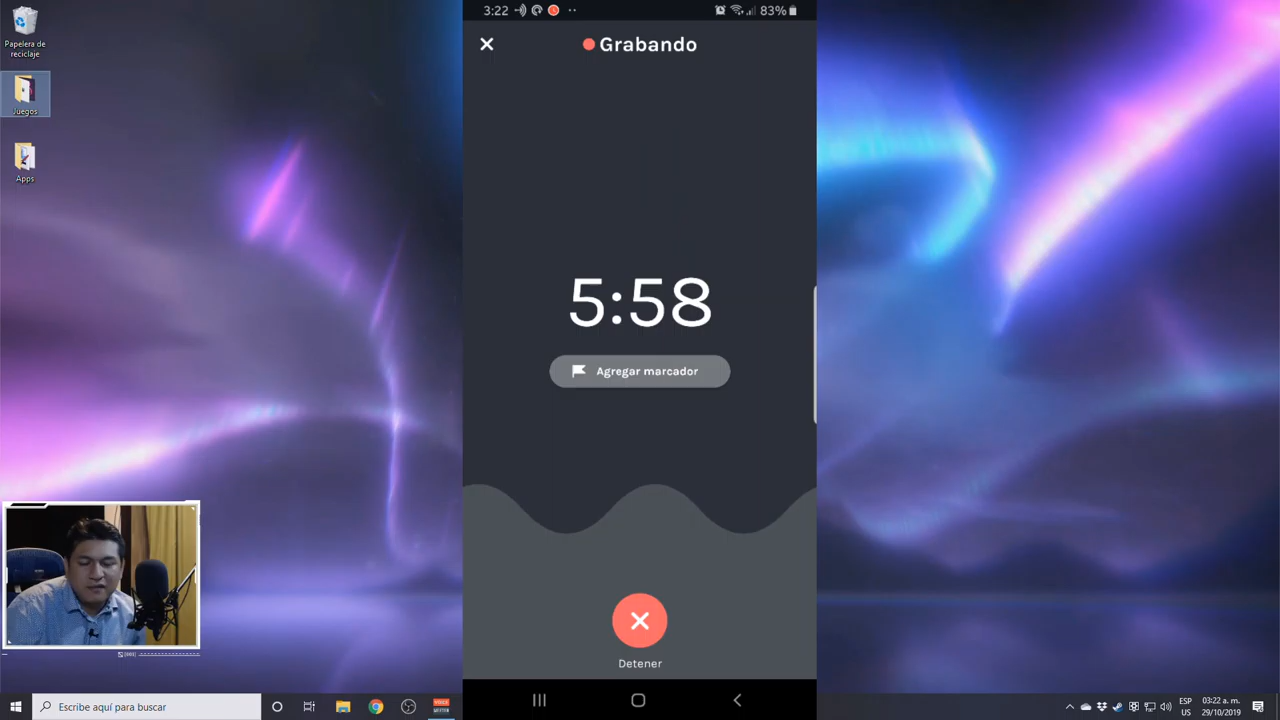 Papelera de
reciclaje
Juegos
Apps
3:22
83%
Grabando
5:58
Agregar marcador
Detener
Escribe aquí para buscar
ESP
US
03:22 a. m.
29/10/2019